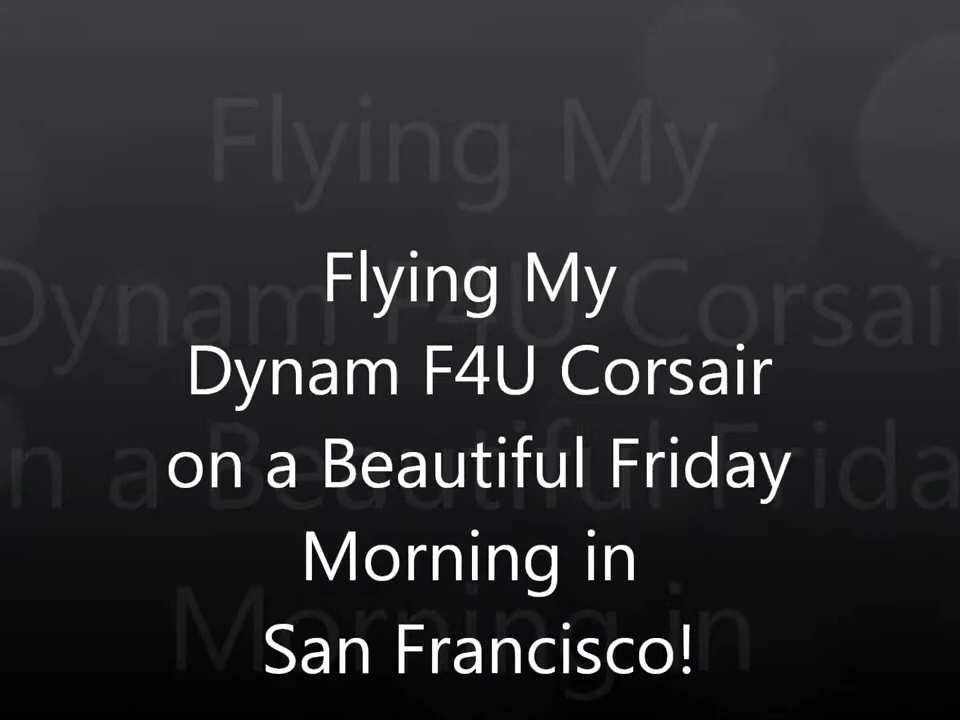 Flying My
Dynam F4U Corsair
on a Beautiful Friday
Morning in
San Francisco!